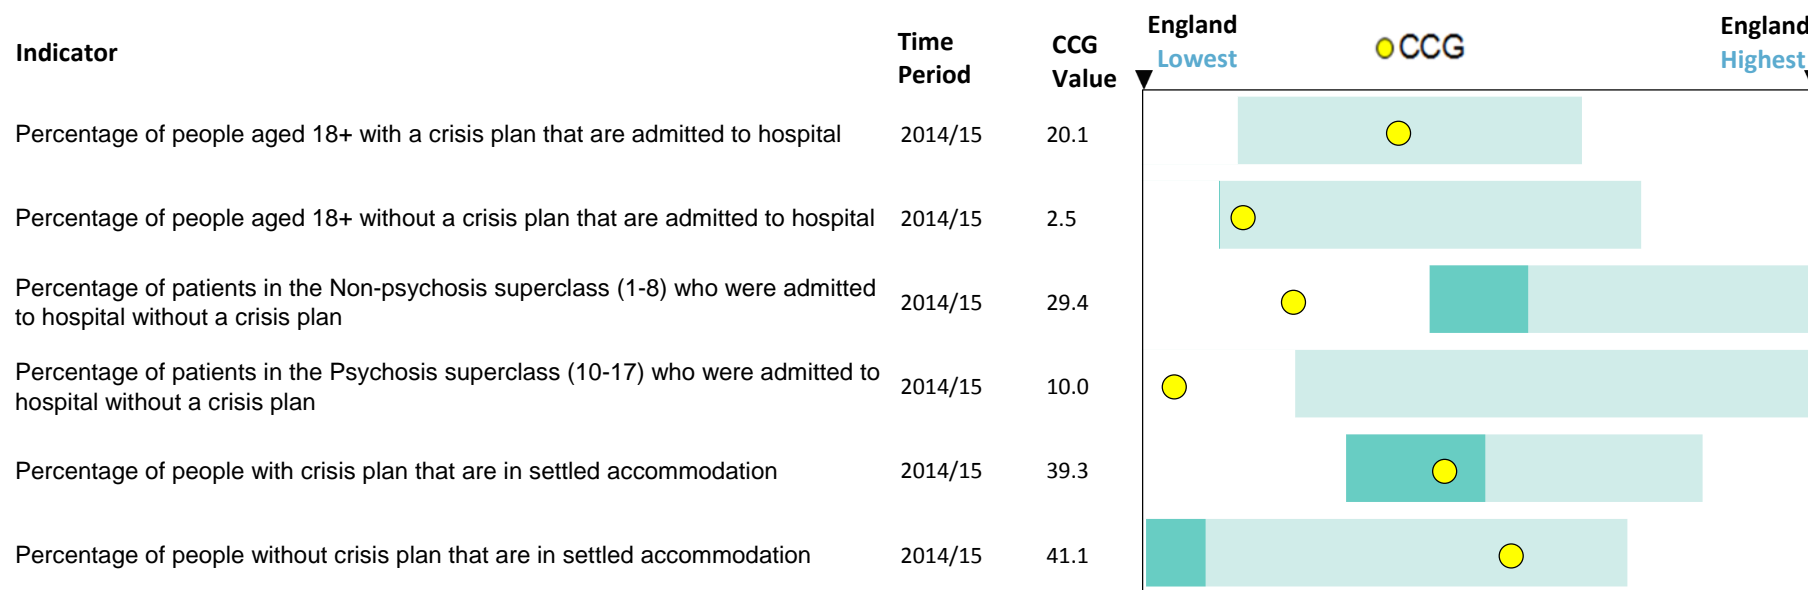 Indicator
Time Period
CCG Value
England Lowest
CCG
England Highest
Percentage of people aged 18+ with a crisis plan that are admitted to hospital 2014/15 20.1
Percentage of people aged 18+ without a crisis plan that are admitted to hospital 2014/15 2.5
Percentage of patients in the Non-psychosis superclass (1-8) who were admitted
to hospital without a crisis plan
2014/15 29.4
Percentage of patients in the Psychosis superclass (10-17) who were admitted to
hospital without a crisis plan
2014/15 10.0
Percentage of people with crisis plan that are in settled accommodation 2014/15 39.3
Percentage of people without crisis plan that are in settled accommodation 2014/15 41.1